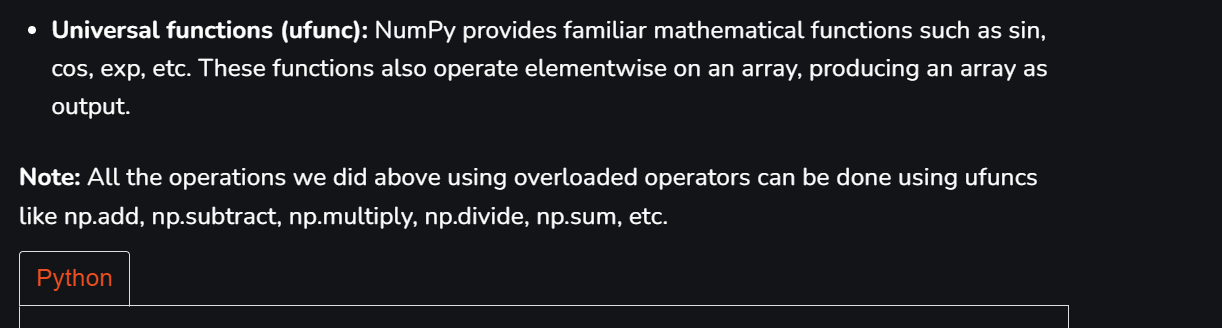 • Universal functions (ufunc): NumPy provides familiar mathematical functions such as sin,
cos, exp, etc. These functions also operate elementwise on an array, producing an array as
output.
Note: All the operations we did above using overloaded operators can be done using ufuncs
like np.add, np.subtract, np.multiply, np.divide, np.sum, etc.
Python